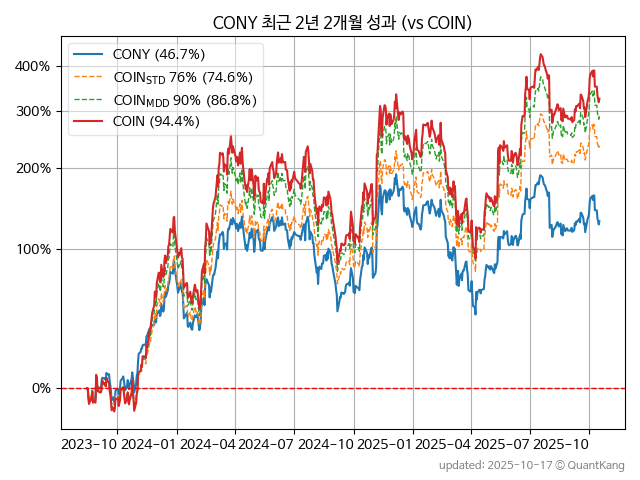 CONY 최근 2년 2개월 성과 (vs COIN)
CONY (46.7%)
COIN_STD 76% (74.6%)
COIN_MDD 90% (86.8%)
COIN (94.4%)
400%
300%
200%
100%
0%
2023-10 2024-01 2024-04 2024-07 2024-10 2025-01 2025-04 2025-07 2025-10
updated: 2025-10-17 © QuantKang